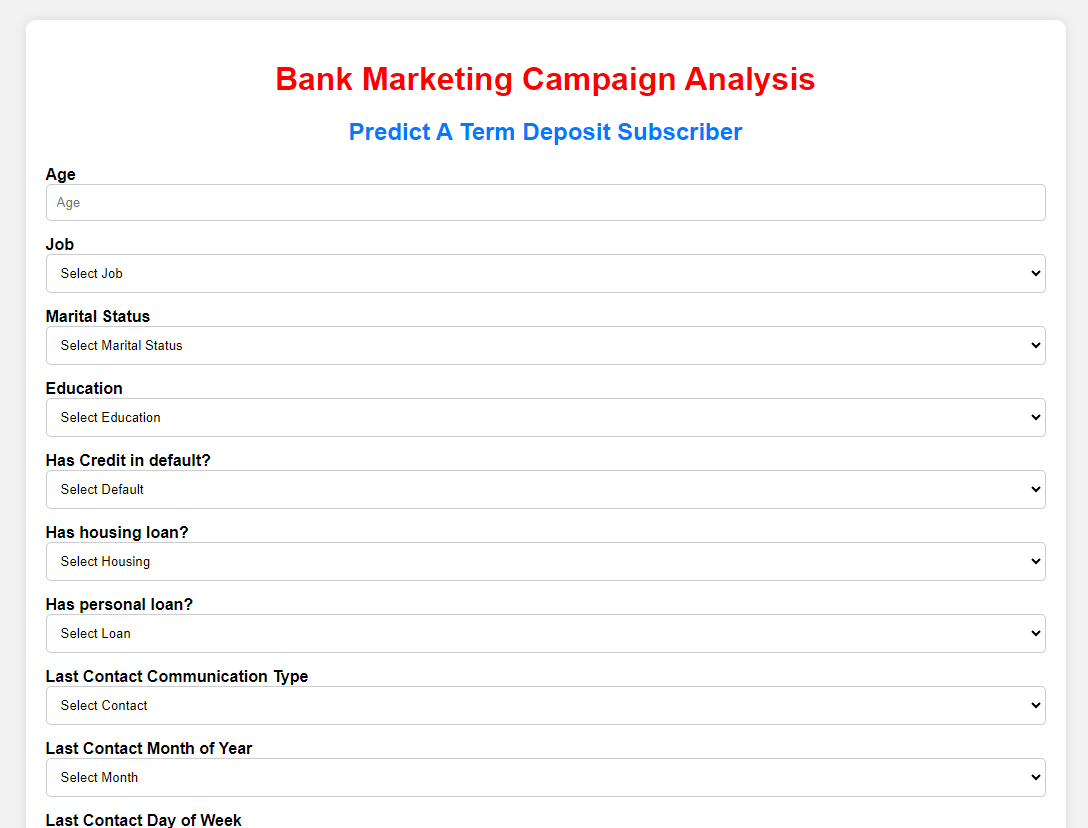 Bank Marketing Campaign Analysis
Predict A Term Deposit Subscriber
Age
Age
Job
Select Job
Marital Status
Select Marital Status
Education
Select Education
Has Credit in default?
Select Default
Has housing loan?
Select Housing
Has personal loan?
Select Loan
Last Contact Communication Type
Select Contact
Last Contact Month of Year
Select Month
Last Contact Day of Week